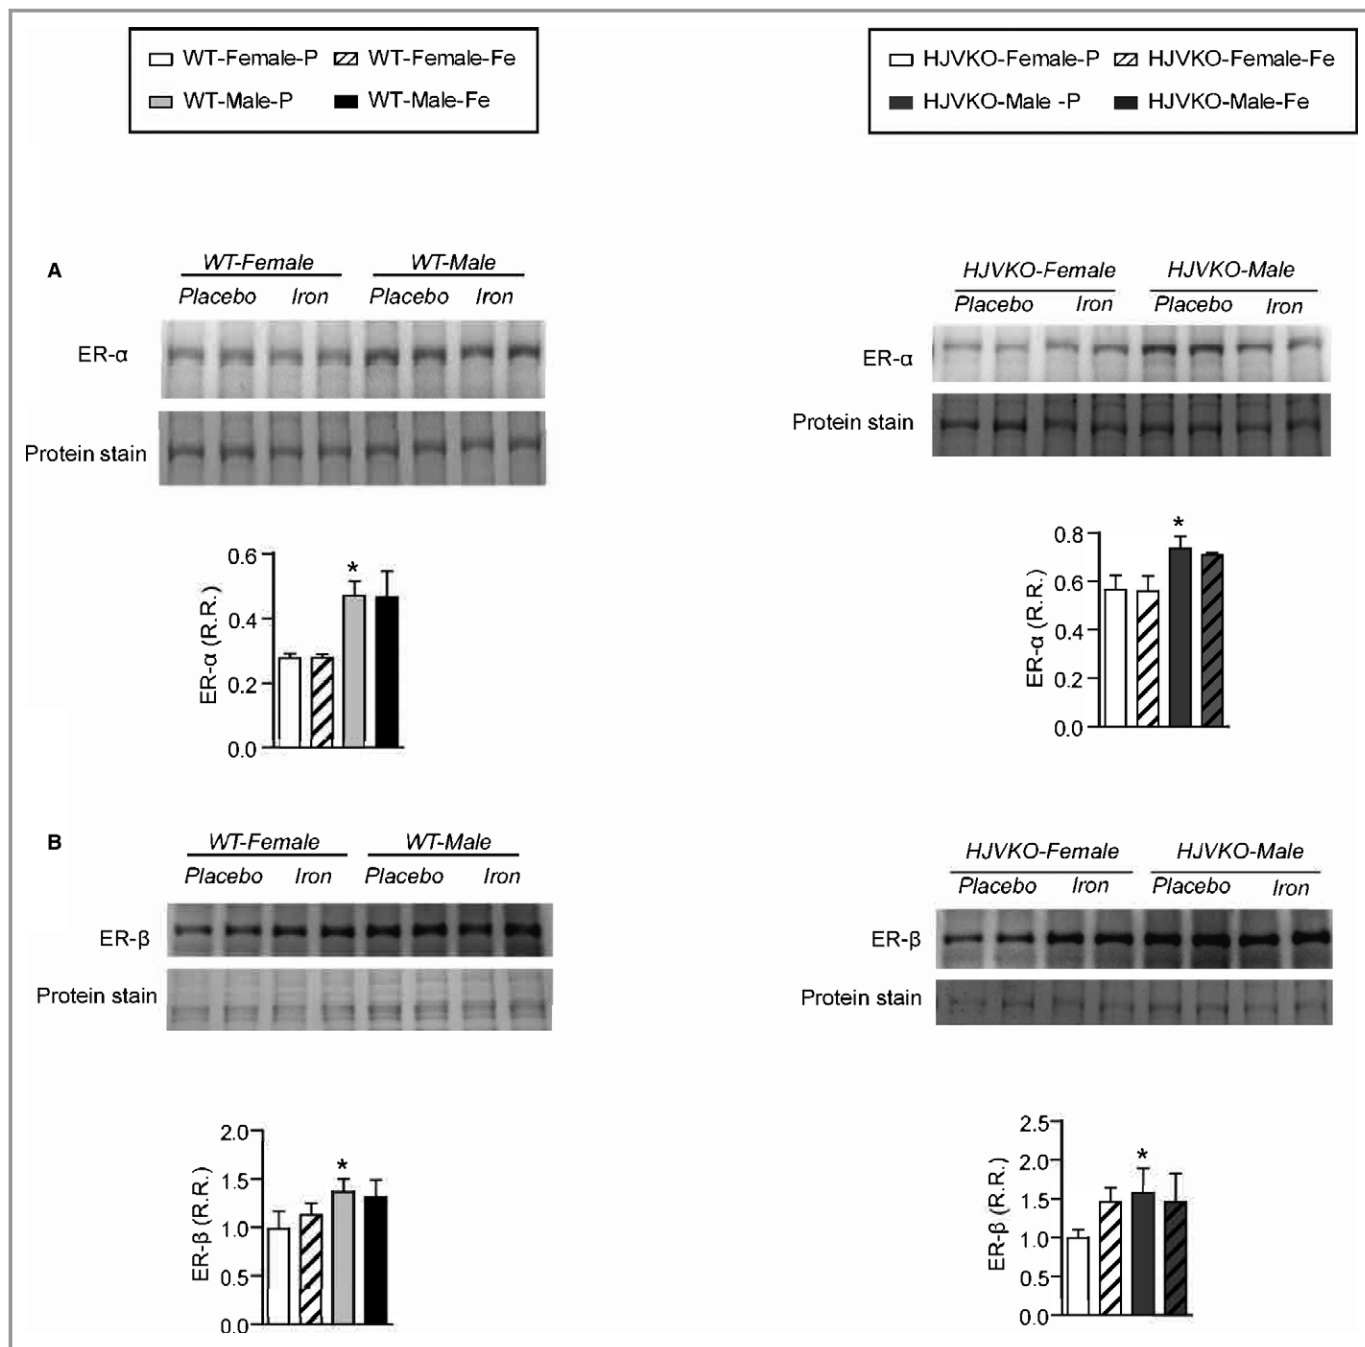 WT-Female-P WT-Female-Fe
WT-Male-P WT-Male-Fe
HJVKO-Female-P HJVKO-Female-Fe
HJVKO-Male -P HJVKO-Male-Fe
A
WT-Female WT-Male
Placebo Iron Placebo Iron
ER-α
Protein stain
HJVKO-Female HJVKO-Male
Placebo Iron Placebo Iron
ER-α
Protein stain
ER-α (R.R.)
0.6
0.4
0.2
0.0
*
ER-α (R.R.)
0.8
0.6
0.4
0.2
0.0
*
B
WT-Female WT-Male
Placebo Iron Placebo Iron
ER-β
Protein stain
HJVKO-Female HJVKO-Male
Placebo Iron Placebo Iron
ER-β
Protein stain
ER-β (R.R.)
2.0
1.5
1.0
0.5
0.0
*
ER-β (R.R.)
2.5
2.0
1.5
1.0
0.5
0.0
*